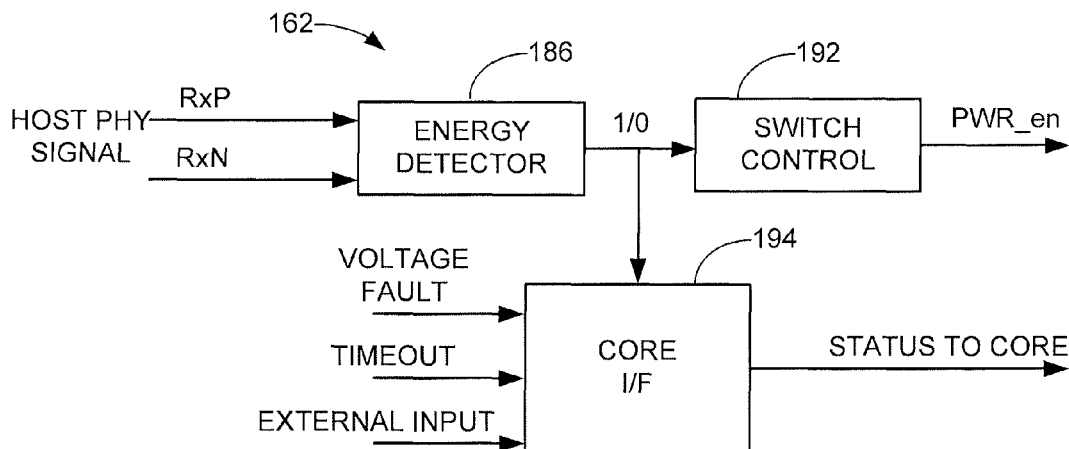 162
186
192
HOST PHY
SIGNAL
RxP
RxN
ENERGY
DETECTOR
1/0
SWITCH
CONTROL
PWR_en
194
VOLTAGE
FAULT
TIMEOUT
EXTERNAL INPUT
CORE
I/F
STATUS TO CORE